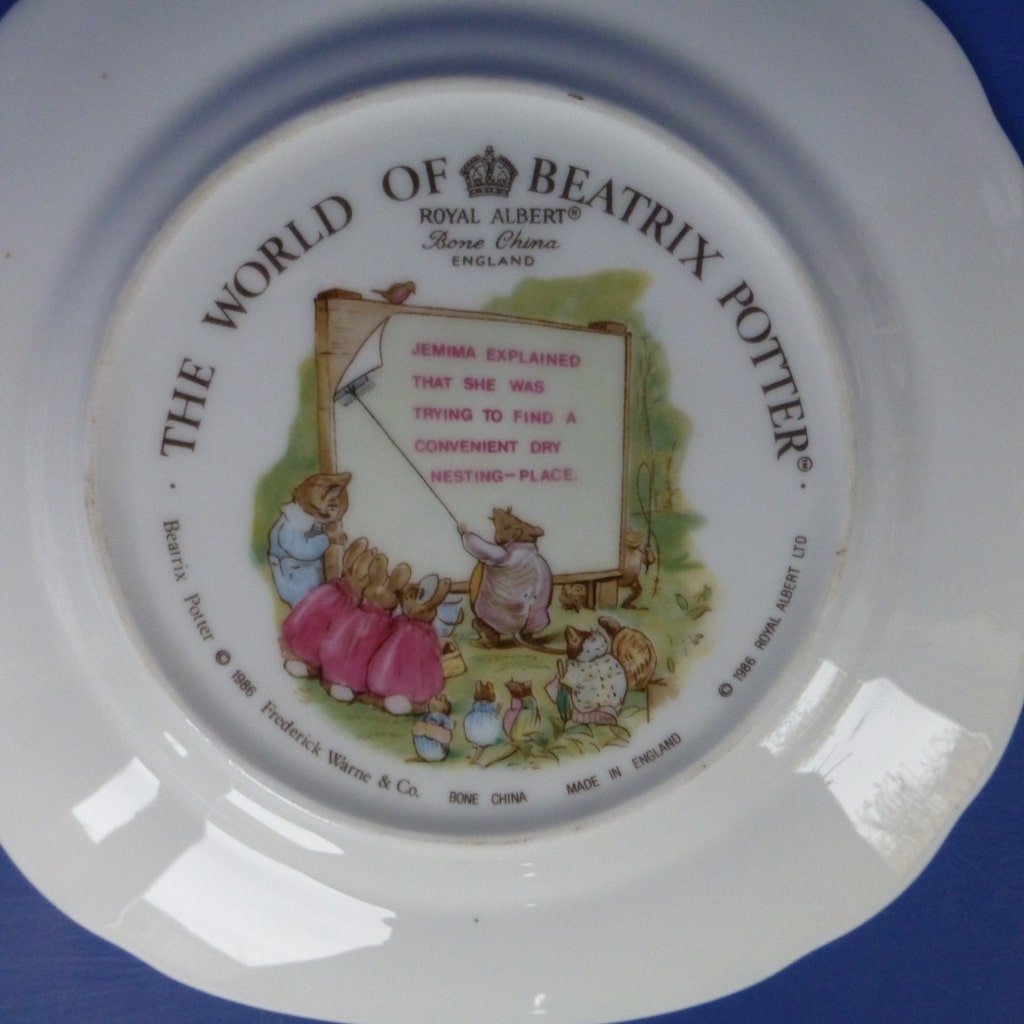 THE WORLD OF BEATRIX POTTER™
ROYAL ALBERT®
Bone China
ENGLAND
JEMIMA EXPLAINED
THAT SHE WAS
TRYING TO FIND A
CONVENIENT DRY
NESTING-PLACE.
Beatrix Potter © 1986 Frederick Warne & Co.
BONE CHINA MADE IN ENGLAND
© 1986 ROYAL ALBERT LTD